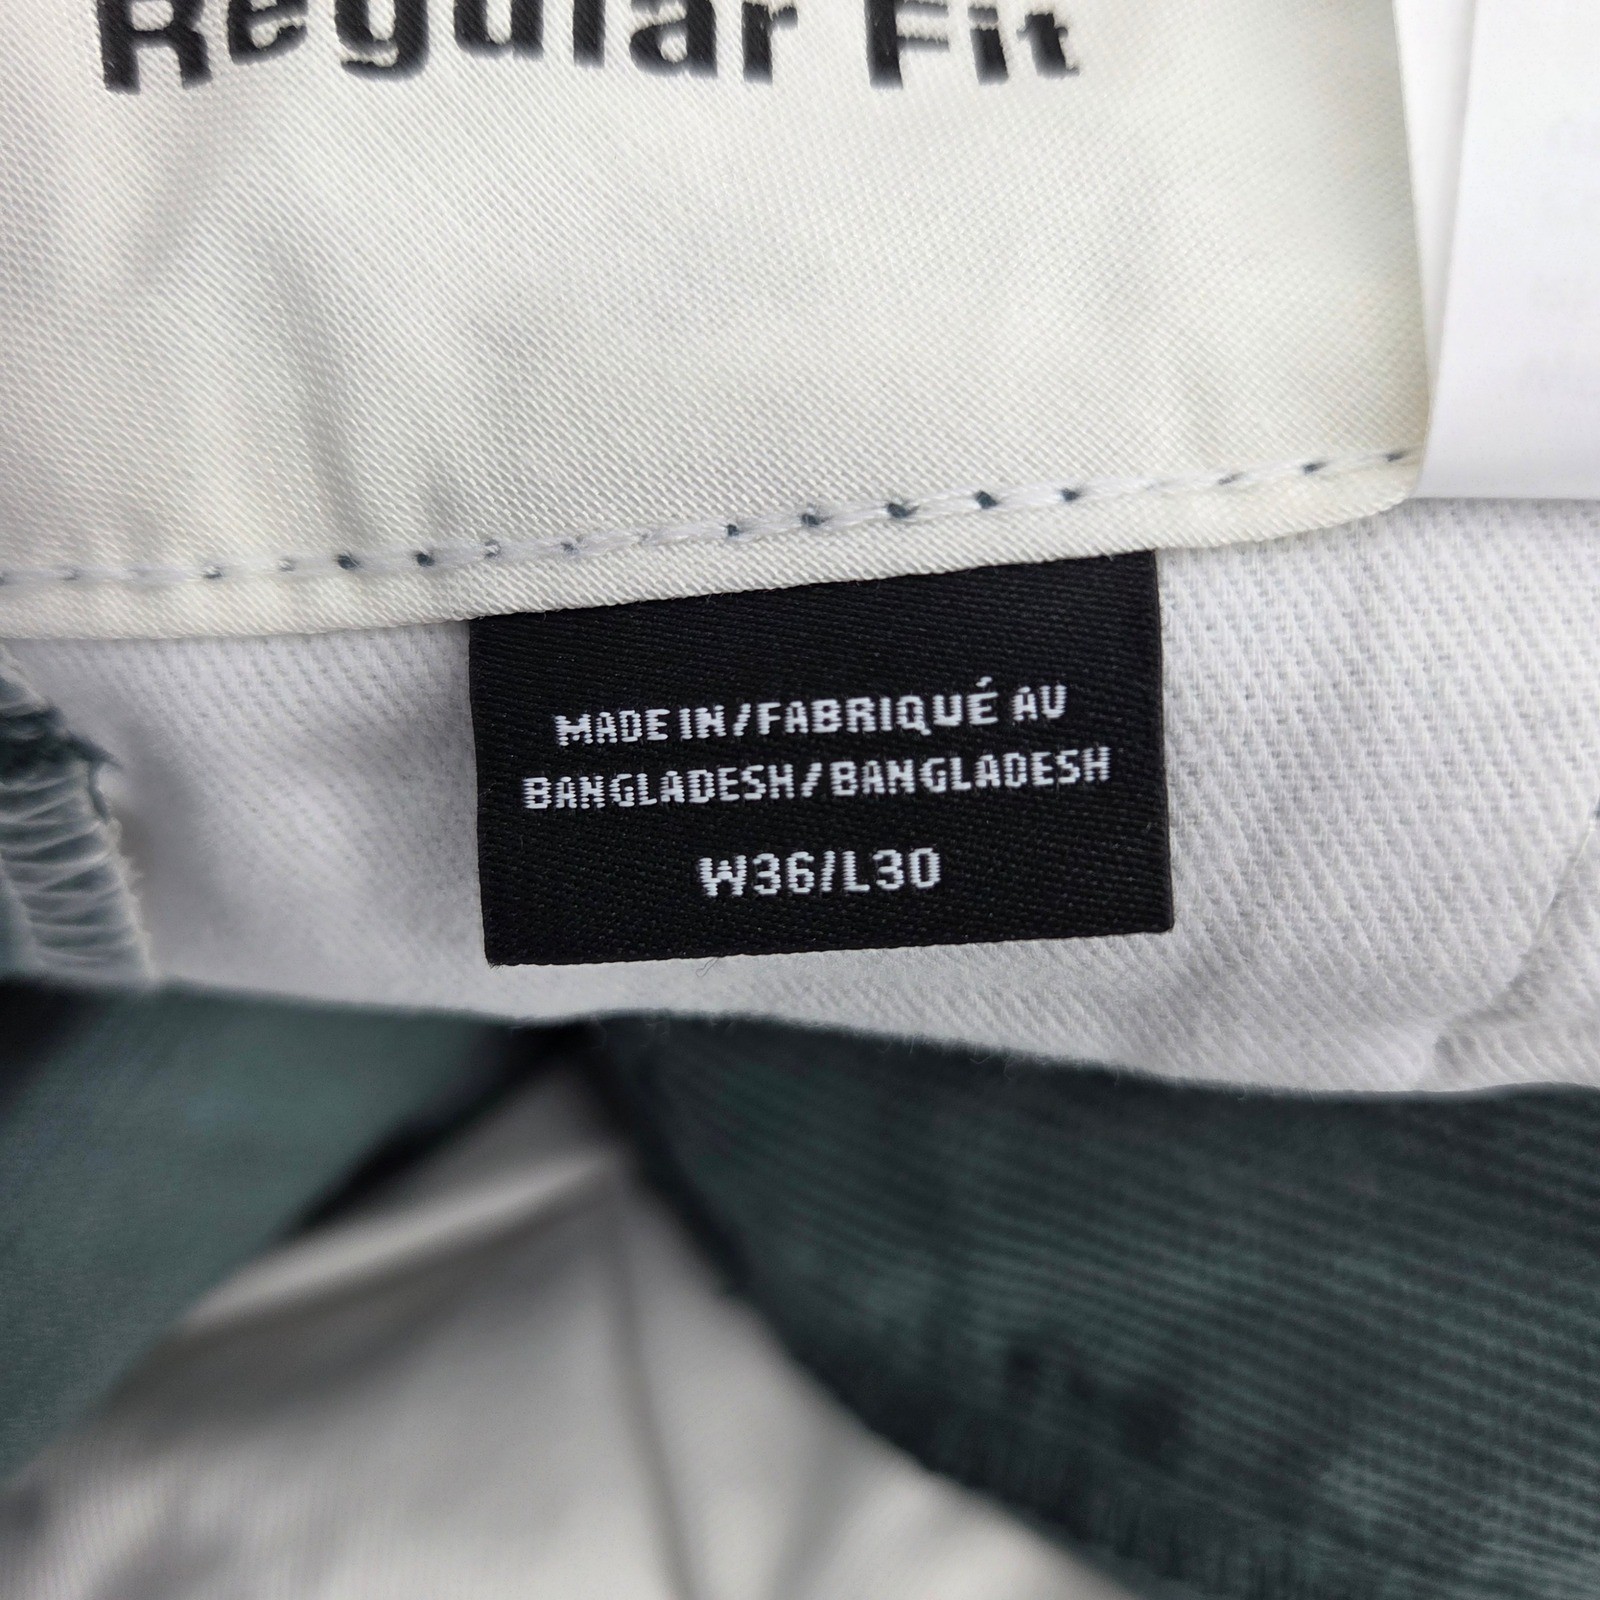 Regular Fit
MADE IN/FABRIQUÉ AU
BANGLADESH/BANGLADESH
W36/L30